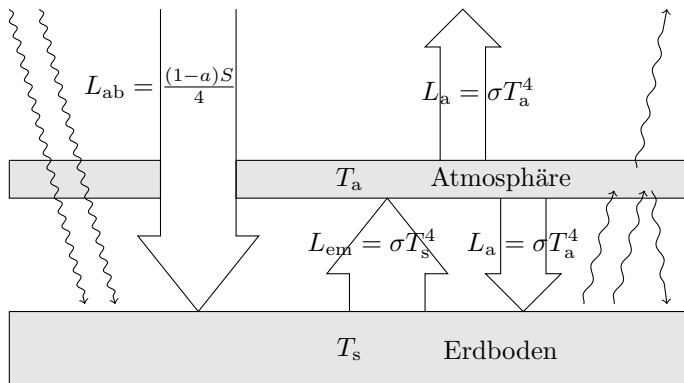 L_ab = (1−a)S/4
L_a = σT_a^4
T_a Atmosphäre
L_em = σT_s^4
L_a = σT_a^4
T_s Erdboden